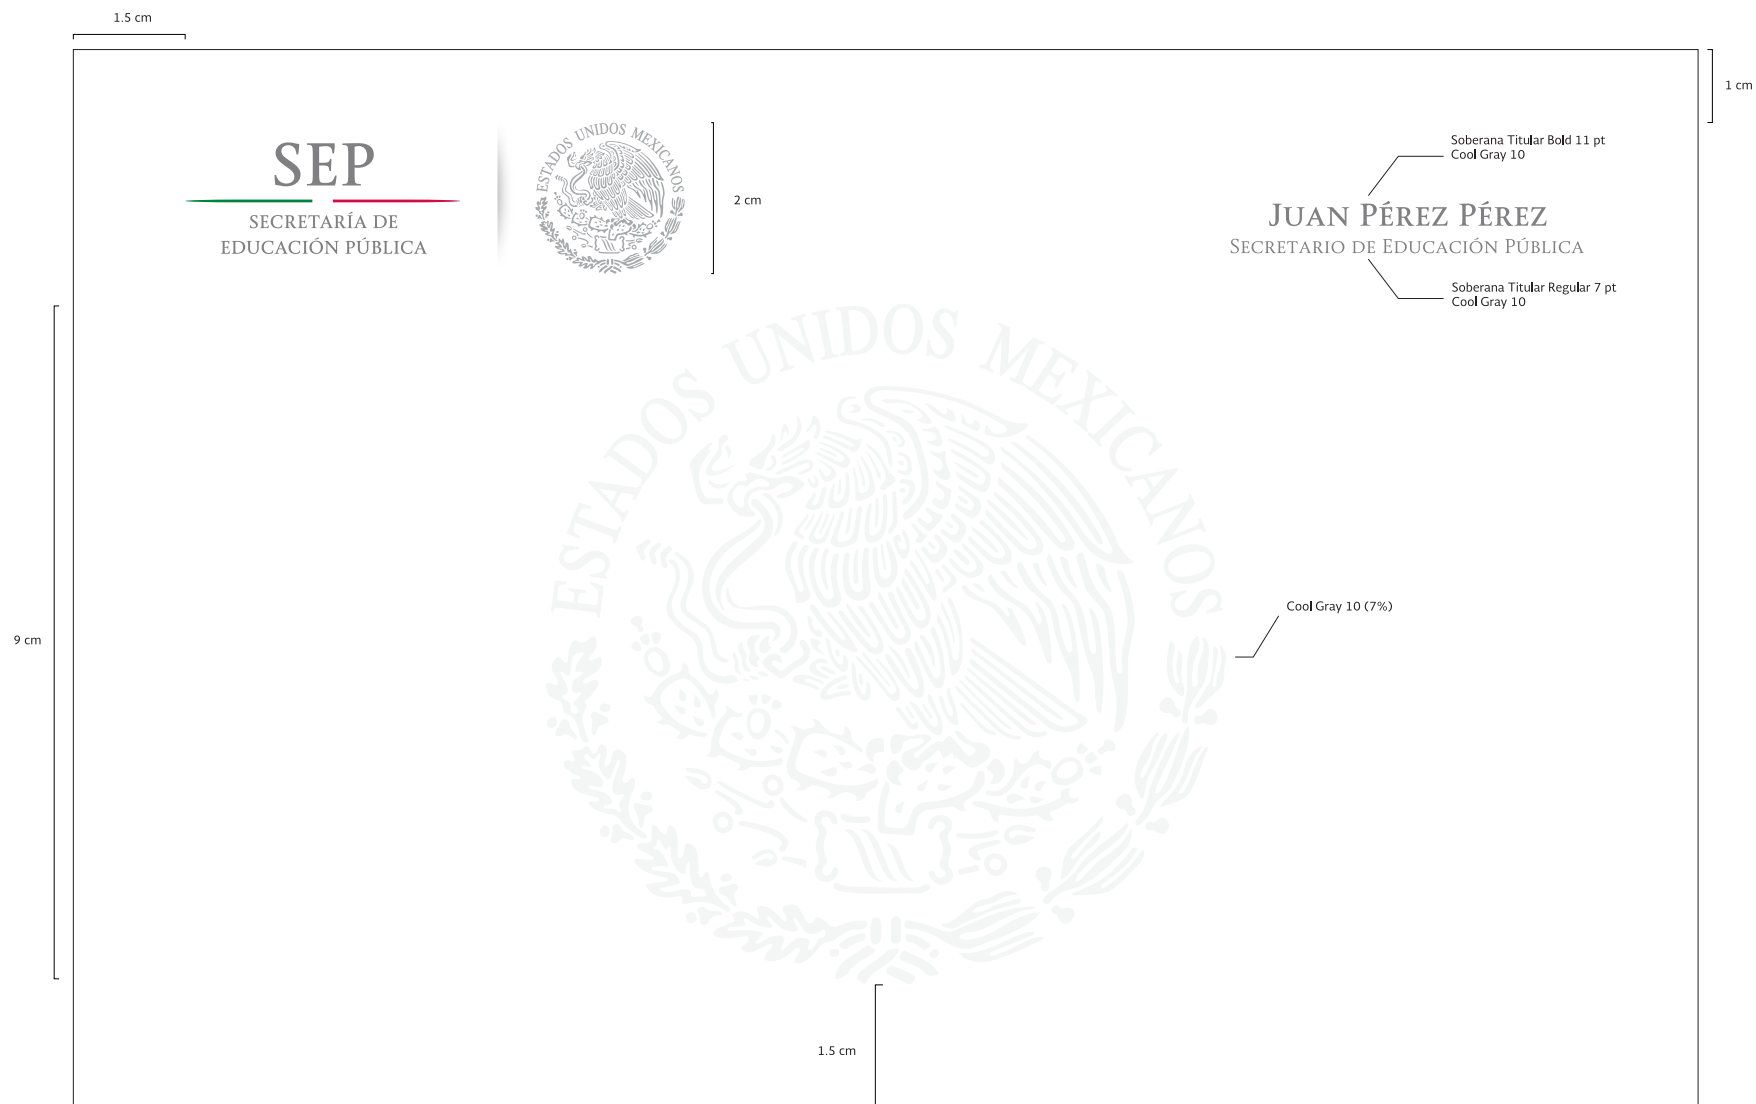 1.5 cm
1 cm
SEP
SECRETARÍA DE
EDUCACIÓN PÚBLICA
ESTADOS UNIDOS MEXICANOS
2 cm
Soberana Titular Bold 11 pt
Cool Gray 10
JUAN PÉREZ PÉREZ
SECRETARIO DE EDUCACIÓN PÚBLICA
Soberana Titular Regular 7 pt
Cool Gray 10
ESTADOS UNIDOS MEXICANOS
Cool Gray 10 (7%)
9 cm
1.5 cm